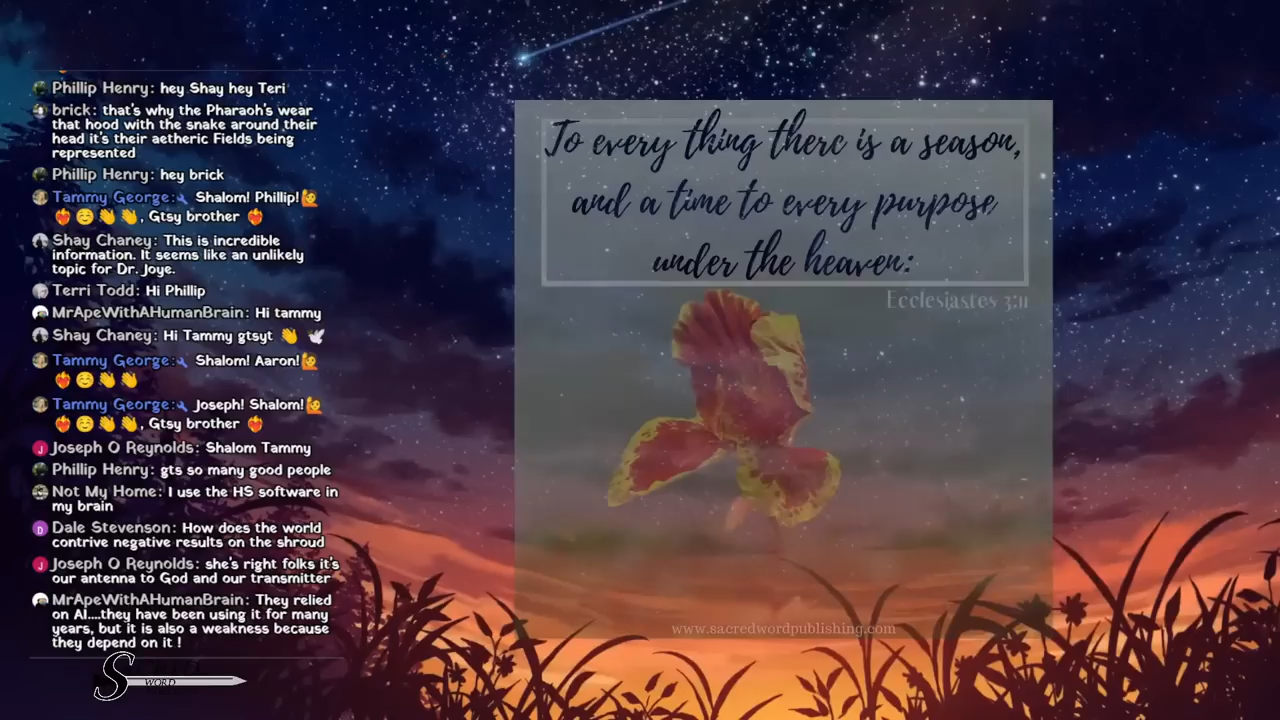 Phillip Henry: hey Shay hey Teri
brick: that's why the Pharaoh's wear
that hood with the snake around their
head it's their aetheric Fields being
represented
Phillip Henry: hey brick
Tammy George: Shalom! Phillip!🙋
❤️‍🔥☺️👋👋, Gtsy brother ❤️‍🔥
Shay Chaney: This is incredible
information. It seems like an unlikely
topic for Dr. Joye.
Terri Todd: Hi Phillip
MrApeWithAHumanBrain: Hi tammy
Shay Chaney: Hi Tammy gtsyt 👋 🕊️
Tammy George: Shalom! Aaron!🙋
❤️‍🔥☺️👋👋
Tammy George: Joseph! Shalom!🙋
❤️‍🔥☺️👋👋, Gtsy brother ❤️‍🔥
J Joseph O Reynolds: Shalom Tammy
Phillip Henry: gts so many good people
Not My Home: I use the HS software in
my brain
D Dale Stevenson: How does the world
contrive negative results on the shroud
J Joseph O Reynolds: she's right folks it's
our antenna to God and our transmitter
MrApeWithAHumanBrain: They relied
on AI....they have been using it for many
years, but it is also a weakness because
they depend on it !
S WORD
To every thing there is a season,
and a time to every purpose
under the heaven:
Ecclesiastes 3:11
www.sacredwordpublishing.com